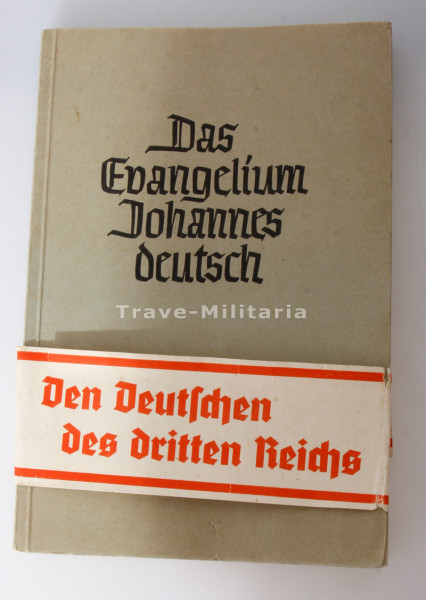 Das
Evangelium
Johannes
deutsch
Trave-Militaria
Den Deutſchen
des dritten Reichs